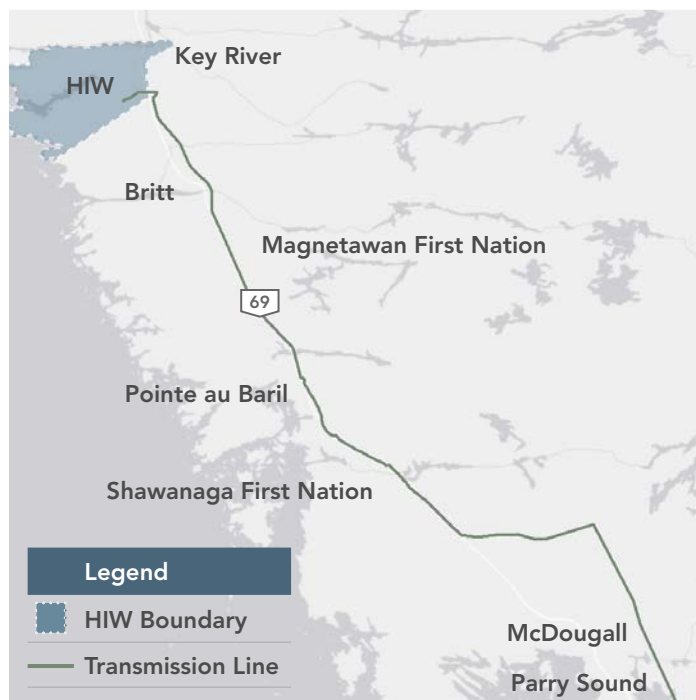 Key River
HIW
Britt
Magnetawan First Nation
69
Pointe au Baril
Shawanaga First Nation
Legend
HIW Boundary
McDougall
Transmission Line
Parry Sound